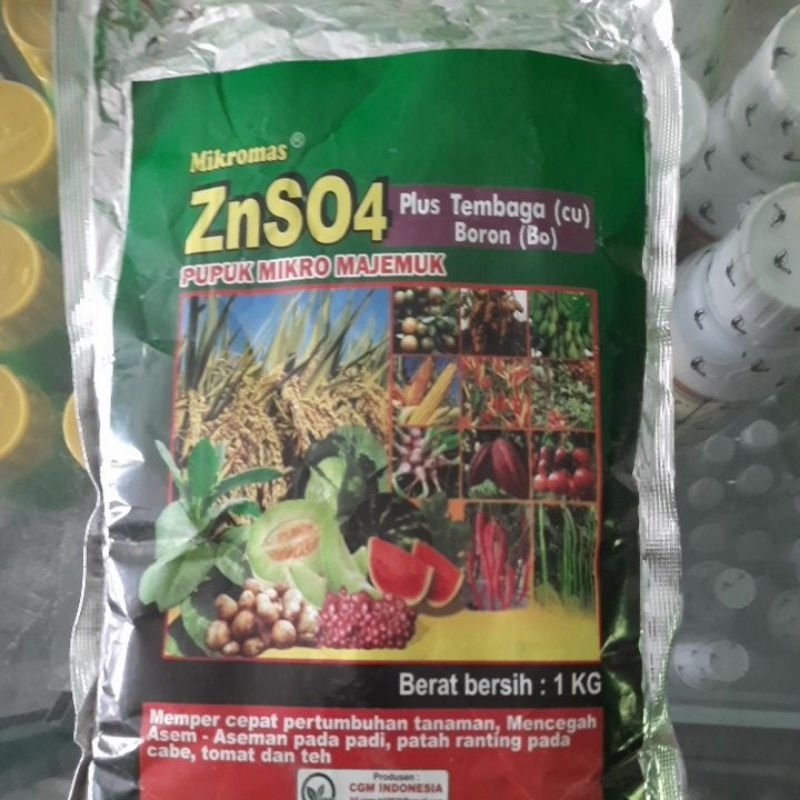 Mikromas®
ZnSO4
Plus Tembaga (cu)
Boron (Bo)
PUPUK MIKRO MAJEMUK
Berat bersih : 1 KG
Memper cepat pertumbuhan tanaman, Mencegah
Asem - Aseman pada padi, patah ranting pada
cabe, tomat dan teh
Produsen :
CGM INDONESIA